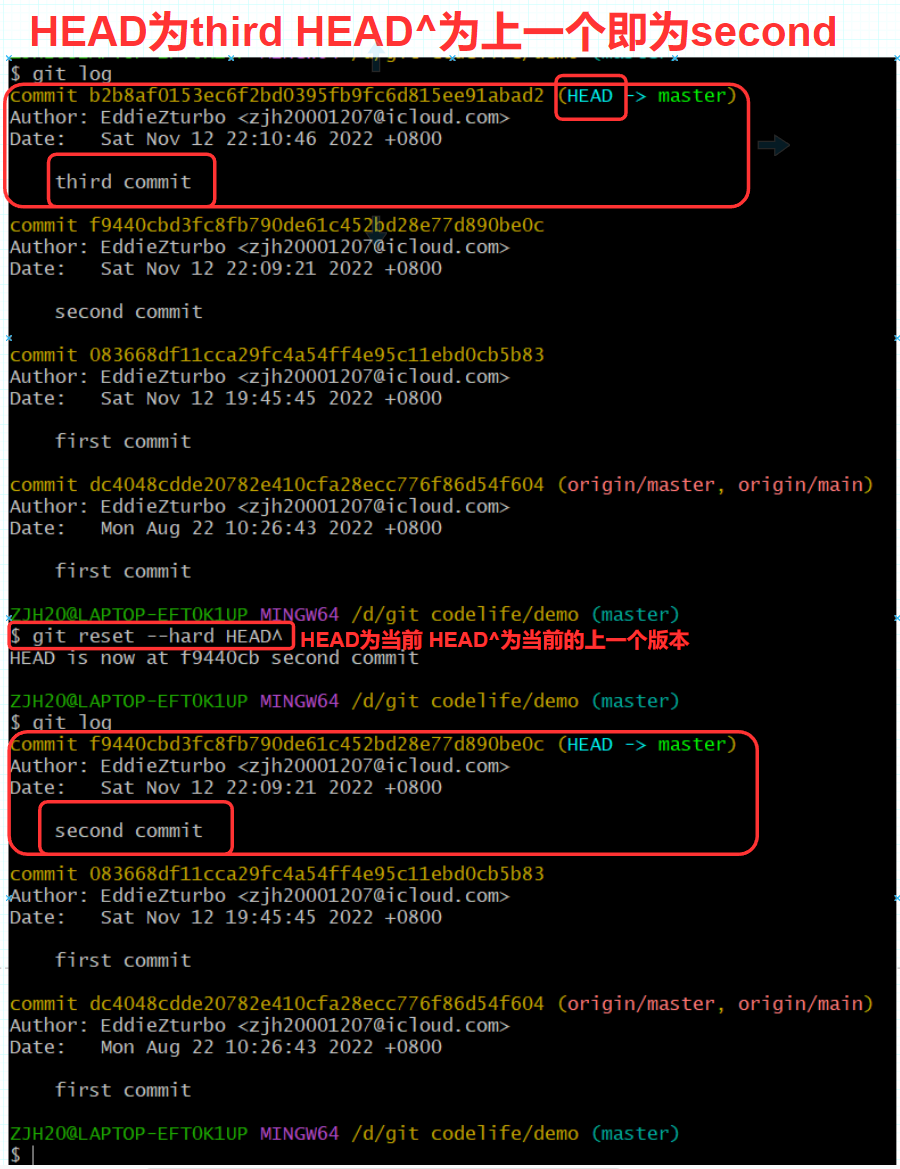 HEAD为third HEAD^为上一个即为second
$ git log
commit b2b8af0153ec6f2bd0395fb9fc6d815ee91abad2 (HEAD -> master)
Author: EddieZturbo <zjh20001207@icloud.com>
Date:   Sat Nov 12 22:10:46 2022 +0800
third commit
commit f9440cbd3fc8fb790de61c452bd28e77d890be0c
Author: EddieZturbo <zjh20001207@icloud.com>
Date:   Sat Nov 12 22:09:21 2022 +0800
second commit
commit 083668df11cca29fc4a54ff4e95c11ebd0cb5b83
Author: EddieZturbo <zjh20001207@icloud.com>
Date:   Sat Nov 12 19:45:45 2022 +0800
first commit
commit dc4048cdde20782e410cfa28ecc776f86d54f604 (origin/master, origin/main)
Author: EddieZturbo <zjh20001207@icloud.com>
Date:   Mon Aug 22 10:26:43 2022 +0800
first commit
ZJH20@LAPTOP-EFT0K1UP MINGW64 /d/git codelife/demo (master)
$ git reset --hard HEAD^ HEAD为当前 HEAD^为当前的上一个版本
HEAD is now at f9440cb second commit
ZJH20@LAPTOP-EFT0K1UP MINGW64 /d/git codelife/demo (master)
$ git log
commit f9440cbd3fc8fb790de61c452bd28e77d890be0c (HEAD -> master)
Author: EddieZturbo <zjh20001207@icloud.com>
Date:   Sat Nov 12 22:09:21 2022 +0800
second commit
commit 083668df11cca29fc4a54ff4e95c11ebd0cb5b83
Author: EddieZturbo <zjh20001207@icloud.com>
Date:   Sat Nov 12 19:45:45 2022 +0800
first commit
commit dc4048cdde20782e410cfa28ecc776f86d54f604 (origin/master, origin/main)
Author: EddieZturbo <zjh20001207@icloud.com>
Date:   Mon Aug 22 10:26:43 2022 +0800
first commit
ZJH20@LAPTOP-EFT0K1UP MINGW64 /d/git codelife/demo (master)
$